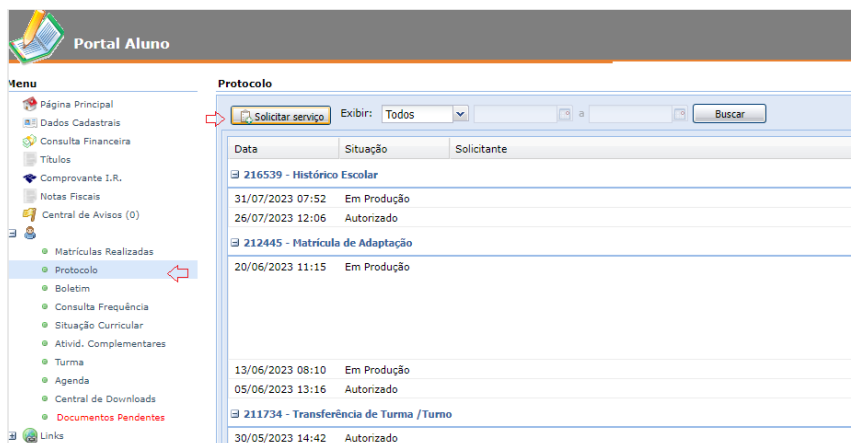 Portal Aluno
Menu
Página Principal
Dados Cadastrais
Consulta Financeira
Títulos
Comprovante I.R.
Notas Fiscais
Central de Avisos (0)
Matrículas Realizadas
Protocolo
Boletim
Consulta Frequência
Situação Curricular
Ativid. Complementares
Turma
Agenda
Central de Downloads
Documentos Pendentes
Links
Protocolo
Solicitar serviço Exibir: Todos a Buscar
Data Situação Solicitante
216539 - Histórico Escolar
31/07/2023 07:52 Em Produção
26/07/2023 12:06 Autorizado
212445 - Matrícula de Adaptação
20/06/2023 11:15 Em Produção
13/06/2023 08:10 Em Produção
05/06/2023 13:16 Autorizado
211734 - Transferência de Turma /Turno
30/05/2023 14:42 Autorizado